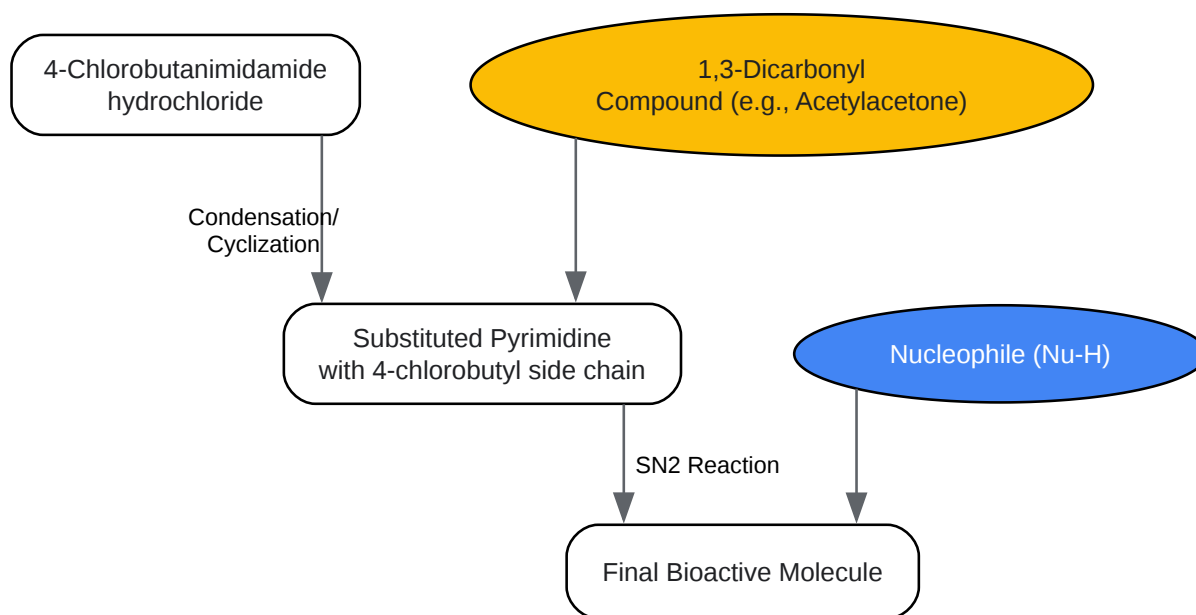 4-Chlorobutanimidamide
hydrochloride
1,3-Dicarbonyl
Compound (e.g., Acetylacetone)
Condensation/
Cyclization
Substituted Pyrimidine
with 4-chlorobutyl side chain
Nucleophile (Nu-H)
SN2 Reaction
Final Bioactive Molecule